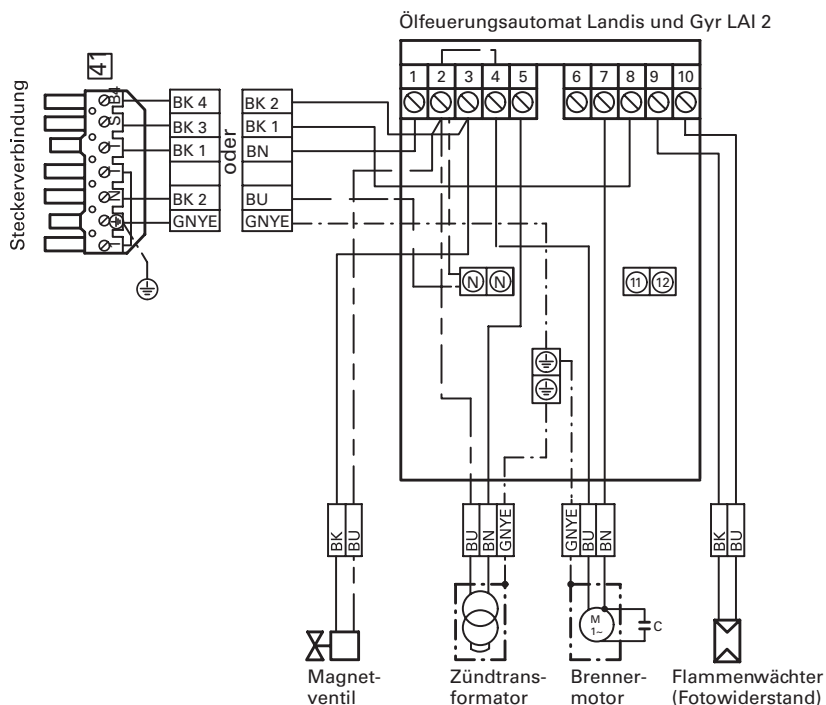 Ölfeuerungsautomat Landis und Gyr LAI 2
41
1 2 3 4 5 6 7 8 9 10
Steckerverbindung
B4
S
T
T
N
L
BK 4
BK 3
BK 1
BK 2
GNYE
oder
BK 2
BK 1
BN
BU
GNYE
N N
11 12
BK BU
BU BN GNYE
GNYE BU BN
BK BU
M
1~
C
Magnet-
ventil
Zündtrans-
formator
Brenner-
motor
Flammenwächter
(Fotowiderstand)